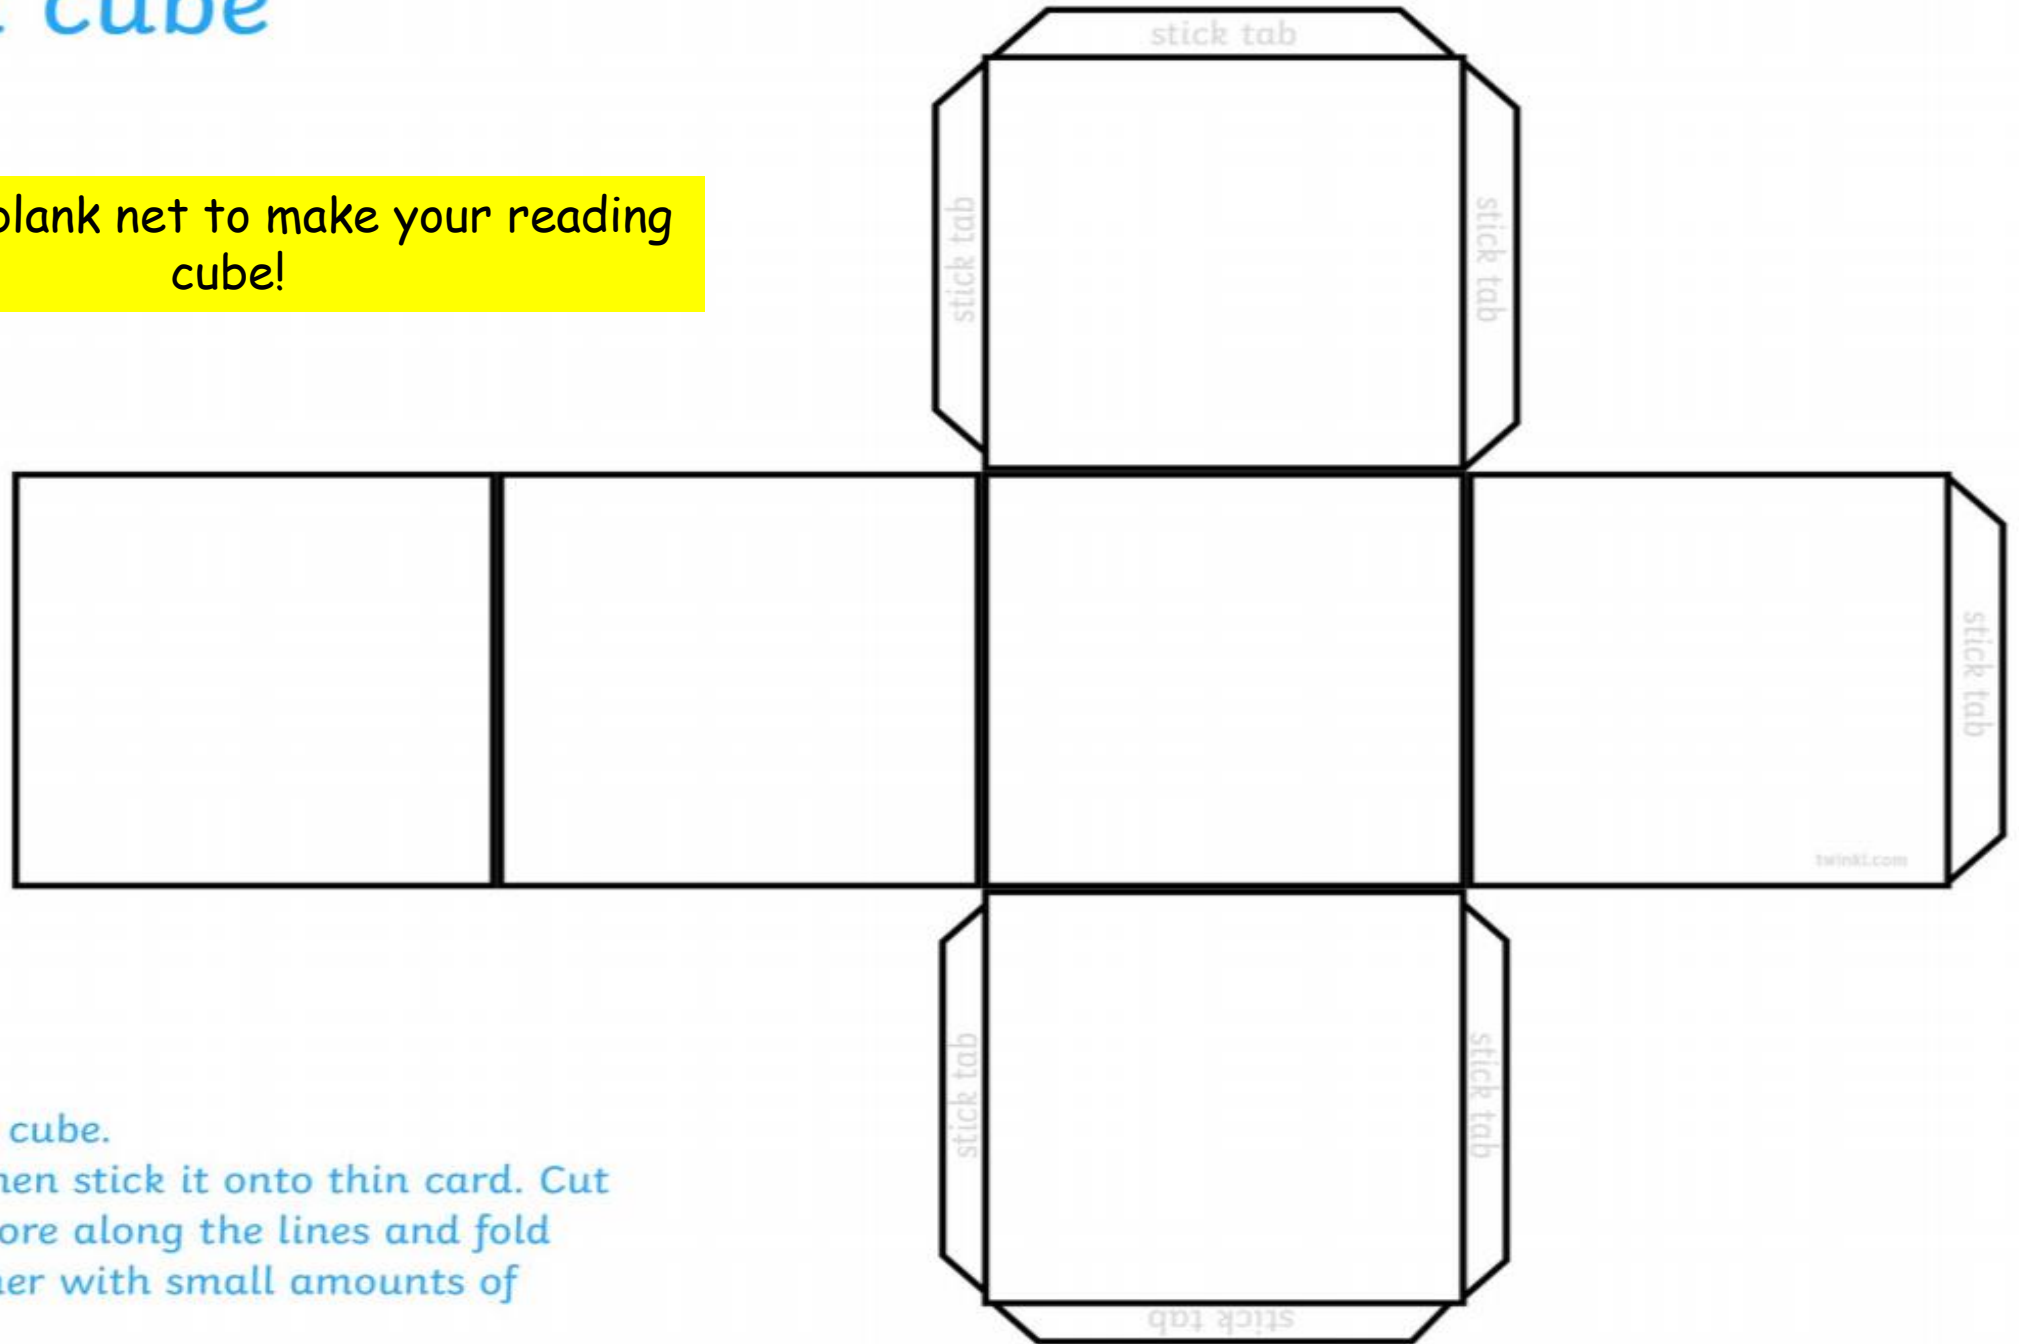 cube
stick tab
stick tab
stick tab
blank net to make your reading
cube!
stick tab
twinkl.com
stick tab
stick tab
cube.
hen stick it onto thin card. Cut
ore along the lines and fold
er with small amounts of
stick tab